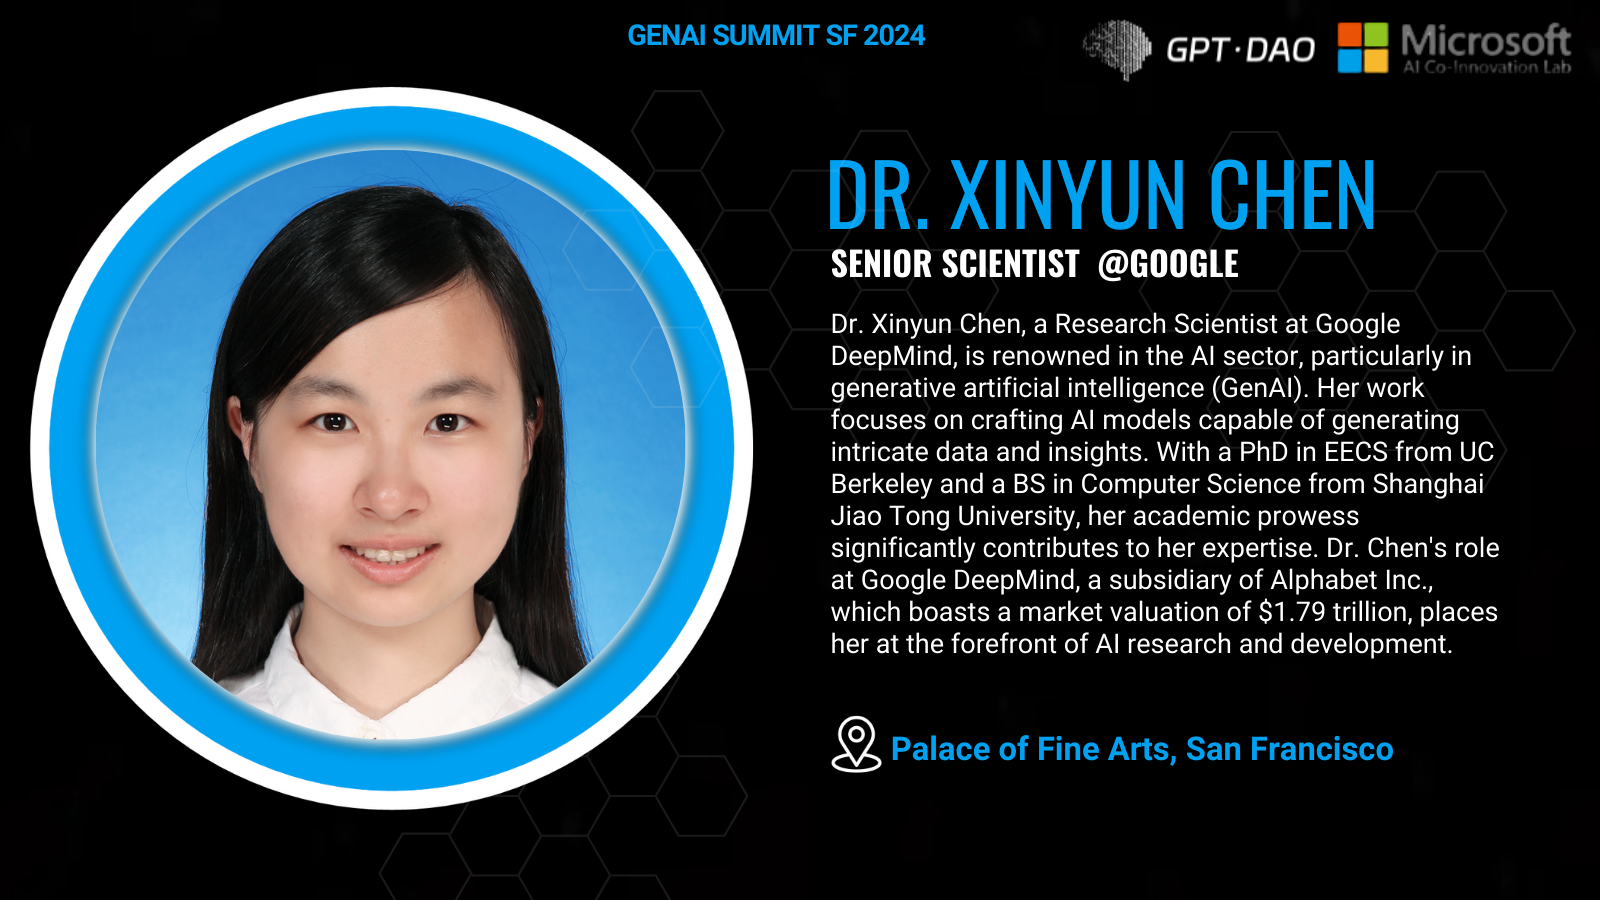 GENAI SUMMIT SF 2024
GPT·DAO
Microsoft
AI Co-Innovation Lab
DR. XINYUN CHEN
SENIOR SCIENTIST @GOOGLE
Dr. Xinyun Chen, a Research Scientist at Google
DeepMind, is renowned in the AI sector, particularly in
generative artificial intelligence (GenAI). Her work
focuses on crafting AI models capable of generating
intricate data and insights. With a PhD in EECS from UC
Berkeley and a BS in Computer Science from Shanghai
Jiao Tong University, her academic prowess
significantly contributes to her expertise. Dr. Chen's role
at Google DeepMind, a subsidiary of Alphabet Inc.,
which boasts a market valuation of $1.79 trillion, places
her at the forefront of AI research and development.
Palace of Fine Arts, San Francisco